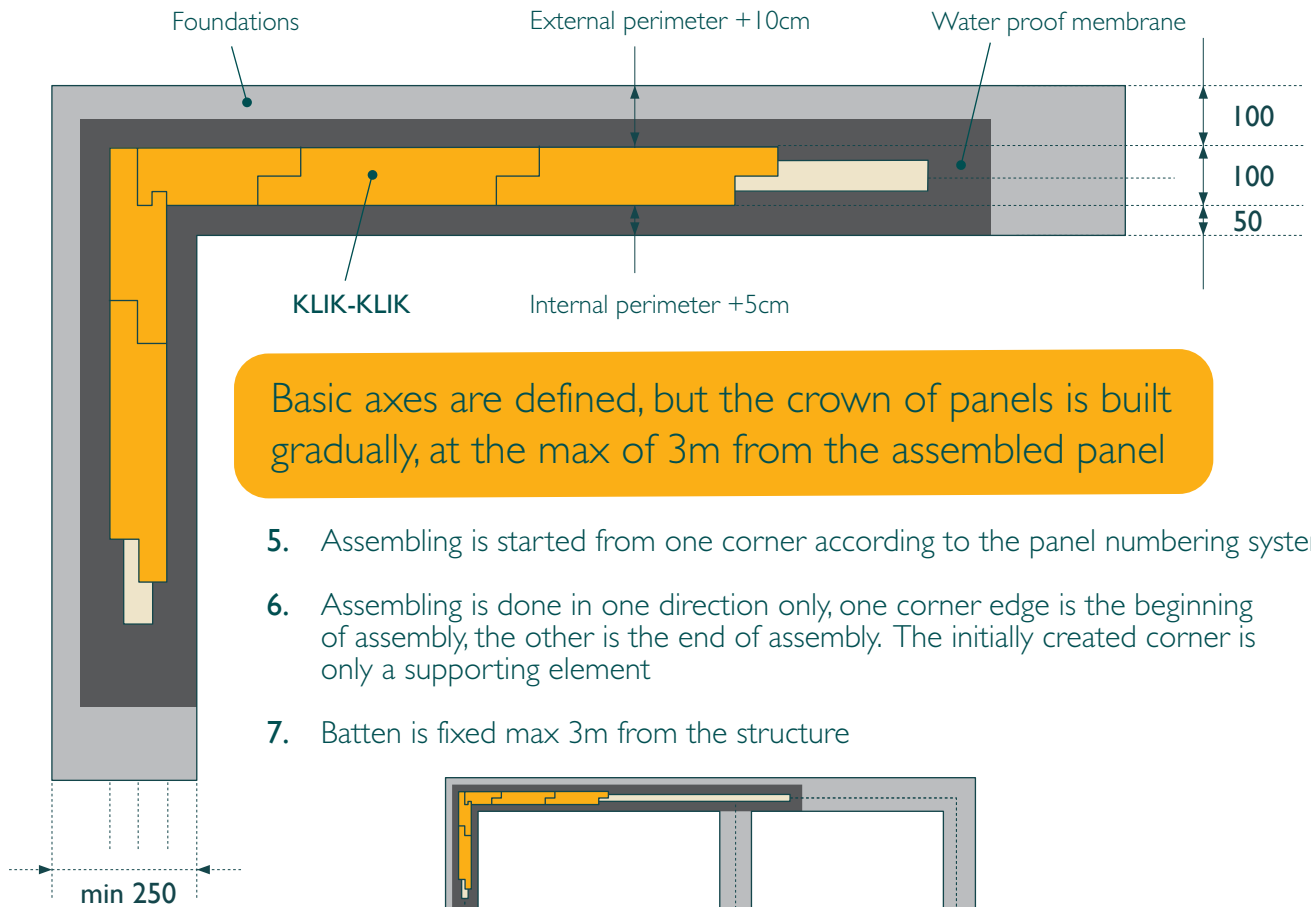 Foundations
External perimeter +10cm
Water proof membrane
100
100
50
KLIK-KLIK
Internal perimeter +5cm
Basic axes are defined, but the crown of panels is built
gradually, at the max of 3m from the assembled panel
5. Assembling is started from one corner according to the panel numbering
6. Assembling is done in one direction only, one corner edge is the beginning
of assembly, the other is the end of assembly. The initially created corner is
only a supporting element
7. Batten is fixed max 3m from the structure
min 250